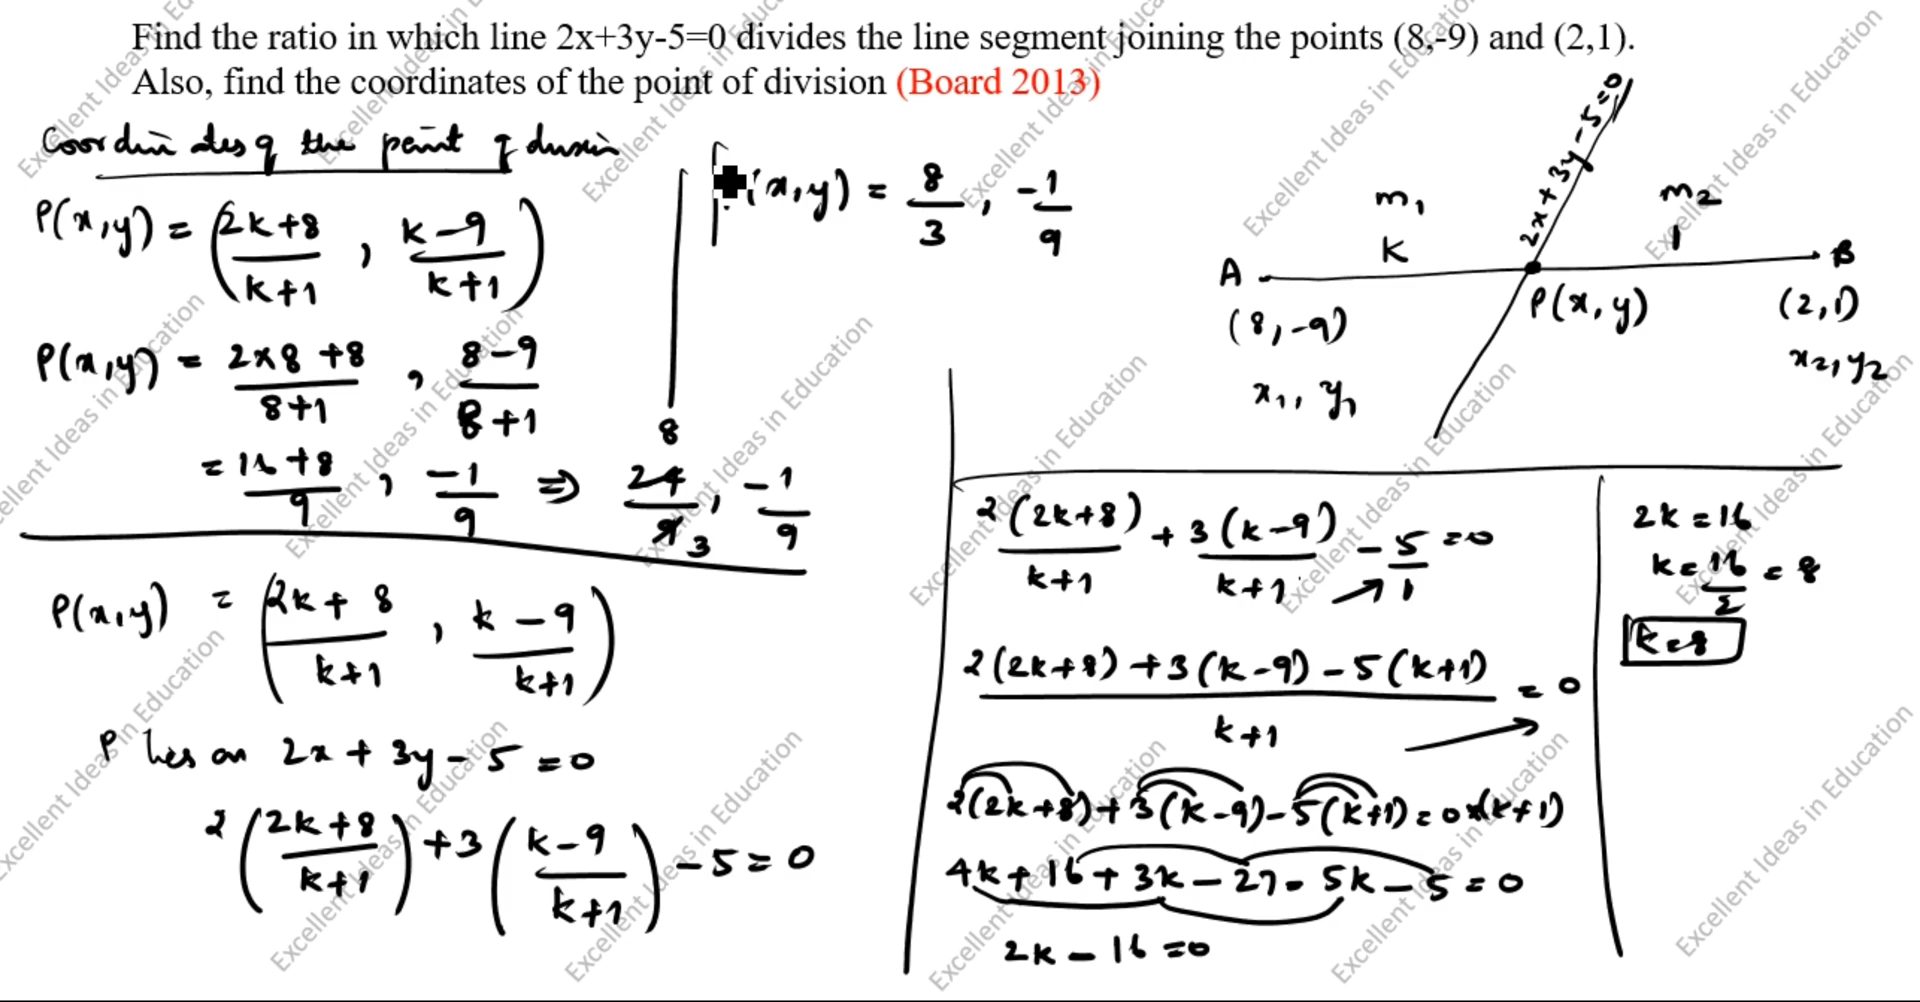 Find the ratio in which line 2x+3y-5=0 divides the line segment joining the points (8,-9) and (2,1).
Also, find the coordinates of the point of division (Board 2013)
Coordinates of the point of
P(x,y) = (2k+8/k+1, k-9/k+1)
P(x,y) = 2x8+8/8+1, 8-9/8+1
= 16+8/9, -1/9 ⇒ 24/9, -1/9
8
3
(x,y) = 8/3, -1/9
P(x,y) = (2k+8/k+1, k-9/k+1)
P lies on 2x+3y-5=0
2(2k+8/k+1)+3(k-9/k+1)-5=0
2x+3y-5=0
m1 m2
k 1
A B
P(x,y)
(8,-9) (2,1)
x1, y1 x2, y2
2(2k+8)/k+1 + 3(k-9)/k+1 - 5/1 =0
2(2k+8)+3(k-9)-5(k+1)/k+1 = 0
2(2k+8)+3(k-9)-5(k+1)=0x(k+1)
4k+16+3k-27-5k-5=0
2k-16=0
2k=16
k=16/2=8
k=8
Excellent Ideas in Education